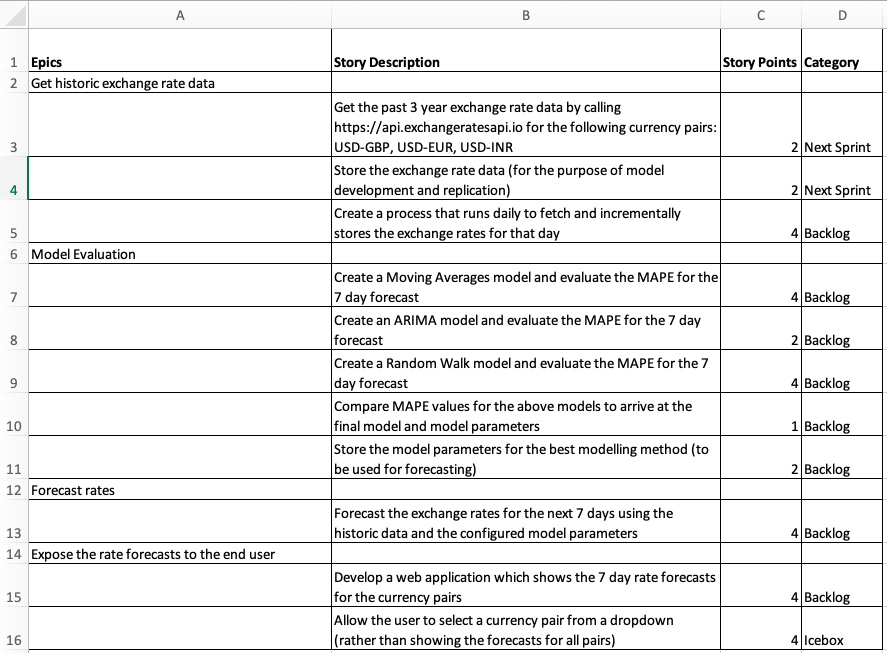 A B C D
1 Epics Story Description Story Points Category
2 Get historic exchange rate data
Get the past 3 year exchange rate data by calling
https://api.exchangeratesapi.io for the following currency pairs:
3 USD-GBP, USD-EUR, USD-INR 2 Next Sprint
Store the exchange rate data (for the purpose of model
4 development and replication) 2 Next Sprint
Create a process that runs daily to fetch and incrementally
5 stores the exchange rates for that day 4 Backlog
6 Model Evaluation
Create a Moving Averages model and evaluate the MAPE for the
7 7 day forecast 4 Backlog
Create an ARIMA model and evaluate the MAPE for the 7 day
8 forecast 2 Backlog
Create a Random Walk model and evaluate the MAPE for the 7
9 day forecast 4 Backlog
Compare MAPE values for the above models to arrive at the
10 final model and model parameters 1 Backlog
Store the model parameters for the best modelling method (to
11 be used for forecasting) 2 Backlog
12 Forecast rates
Forecast the exchange rates for the next 7 days using the
13 historic data and the configured model parameters 4 Backlog
14 Expose the rate forecasts to the end user
Develop a web application which shows the 7 day rate forecasts
15 for the currency pairs 4 Backlog
Allow the user to select a currency pair from a dropdown
16 (rather than showing the forecasts for all pairs) 4 Icebox